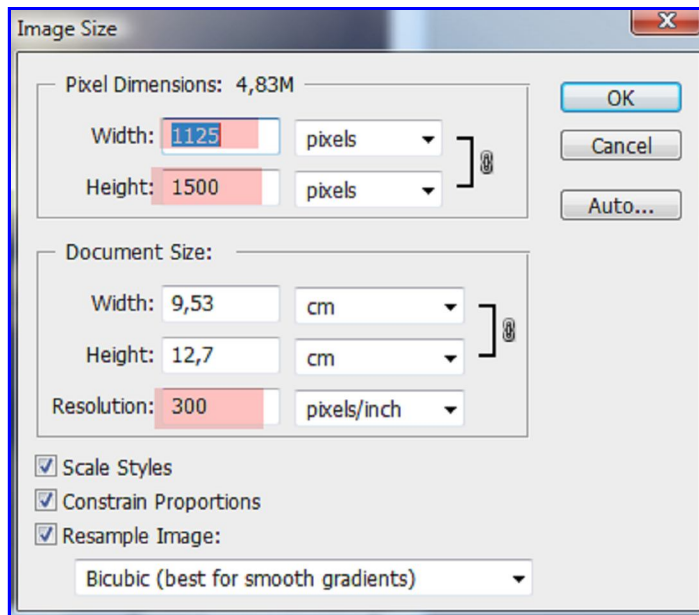 Image Size
Pixel Dimensions: 4,83M
Width: 1125 pixels
Height: 1500 pixels
OK
Cancel
Auto...
Document Size:
Width: 9,53 cm
Height: 12,7 cm
Resolution: 300 pixels/inch
Scale Styles
Constrain Proportions
Resample Image:
Bicubic (best for smooth gradients)